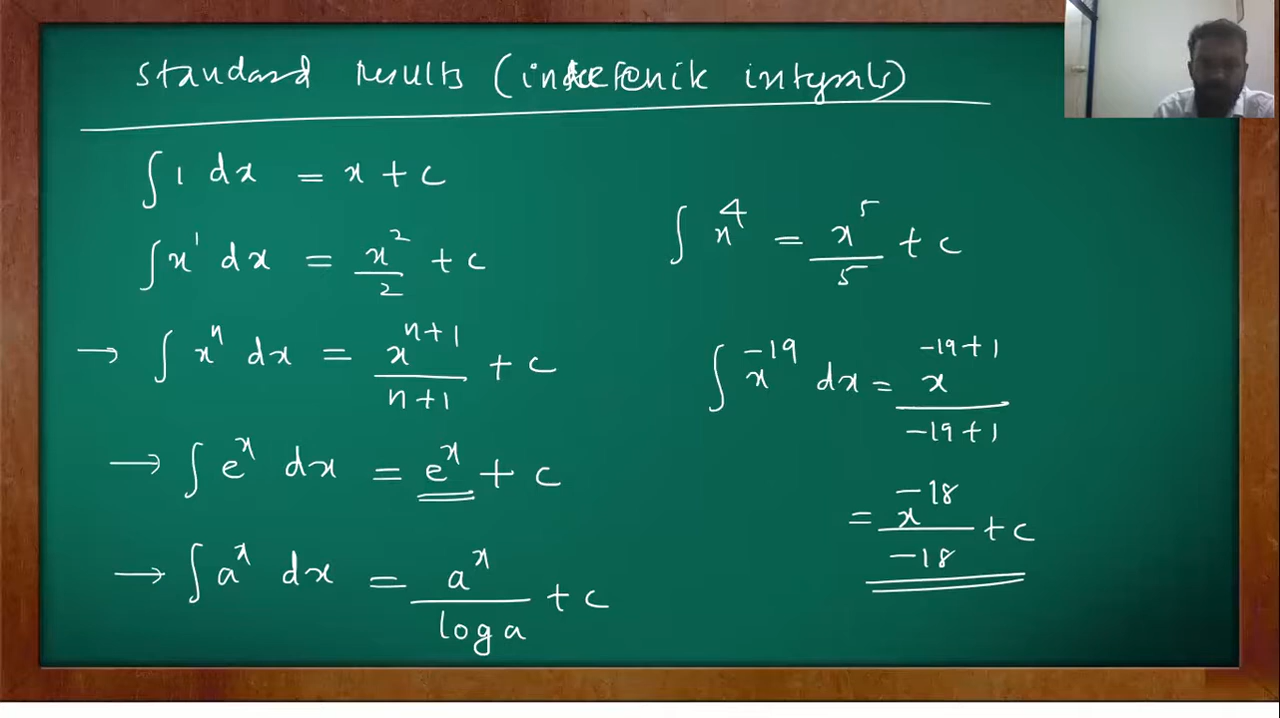 standard results (indefenik integrals)
∫ 1 dx = x + c
∫ x¹ dx = x²/2 + c
→ ∫ xⁿ dx = xⁿ⁺¹/(n+1) + c
→ ∫ eˣ dx = eˣ + c
→ ∫ aˣ dx = aˣ/(log a) + c
∫ x⁴ = x⁵/5 + c
∫ x⁻¹⁹ dx = x⁻¹⁹⁺¹/(-19+1)
= x⁻¹⁸/(-18) + c